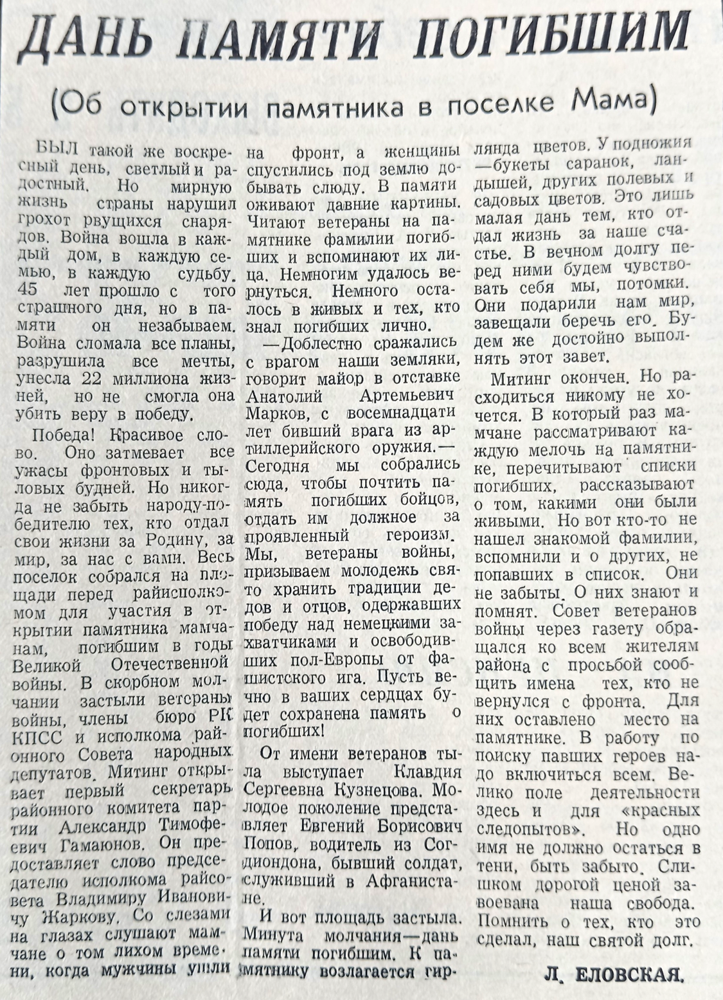 ДАНЬ ПАМЯТИ ПОГИБШИМ
(Об открытии памятника в поселке Мама)
БЫЛ такой же воскре-
сный день, светлый и ра-
достный. Но мирную
жизнь страны нарушил
грохот рвущихся снаря-
дов. Война вошла в каж-
дый дом, в каждую се-
мью, в каждую судьбу.
45 лет прошло с того
страшного дня, но в па-
мяти он незабываем.
Война сломала все планы,
разрушила все мечты,
унесла 22 миллиона жиз-
ней, но не смогла она
убить веру в победу.
Победа! Красивое сло-
во. Оно затмевает все
ужасы фронтовых и ты-
ловых будней. Но никог-
да не забыть народу-по-
бедителю тех, кто отдал
свои жизни за Родину, за
мир, за нас с вами. Весь
поселок собрался на пло-
щади перед райисполко-
мом для участия в от-
крытии памятника мамча-
нам, погибшим в годы
Великой Отечественной
войны. В скорбном мол-
чании застыли ветераны
войны, члены бюро РК
КПСС и исполкома рай-
онного Совета народных
депутатов. Митинг откры-
вает первый секретарь
районного комитета пар-
тии Александр Тимофе-
евич Гамаюнов. Он пре-
доставляет слово предсе-
дателю исполкома райсо-
вета Владимиру Иванови-
чу Жаркову. Со слезами
на глазах слушают мам-
чане о том лихом време-
ни, когда мужчины ушли
на фронт, а женщины
спустились под землю до-
бывать слюду. В памяти
оживают давние картины.
Читают ветераны на па-
мятнике фамилии погиб-
ших и вспоминают их ли-
ца. Немногим удалось ве-
рнуться. Немного оста-
лось в живых и тех, кто
знал погибших лично.
—Доблестно сражались
с врагом наши земляки,
говорит майор в отставке
Анатолий Артемьевич
Марков, с восемнадцати
лет бивший врага из ар-
тиллерийского оружия.—
Сегодня мы собрались
сюда, чтобы почтить па-
мять погибших бойцов,
отдать им должное за
проявленный героизм.
Мы, ветераны войны,
призываем молодежь свя-
то хранить традиции де-
дов и отцов, одержавших
победу над немецкими за-
хватчиками и освободив-
ших пол-Европы от фа-
шистского ига. Пусть ве-
чно в ваших сердцах бу-
дет сохранена память о
погибших!
От имени ветеранов ты-
ла выступает Клавдия
Сергеевна Кузнецова. Мо-
лодое поколение предста-
вляет Евгений Борисович
Попов, водитель из Сог-
диондона, бывший солдат,
служивший в Афганиста-
не.
И вот площадь застыла.
Минута молчания—дань
памяти погибшим. К па-
мятнику возлагается гир-
лянда цветов. У подножия
—букеты саранок, лан-
дышей, других полевых и
садовых цветов. Это лишь
малая дань тем, кто от-
дал жизнь за наше сча-
стье. В вечном долгу пе-
ред ними будем чувство-
вать себя мы, потомки.
Они подарили нам мир,
завещали беречь его. Бу-
дем же достойно выпол-
нять этот завет.
Митинг окончен. Но ра-
сходиться никому не хо-
чется. В который раз ма-
мчане рассматривают ка-
ждую мелочь на памятни-
ке, перечитывают списки
погибших, рассказывают
о том, какими они были
живыми. Но вот кто-то не
нашел знакомой фамилии,
вспомнили и о других, не
попавших в список. Они
не забыты. О них знают и
помнят. Совет ветеранов
войны через газету обра-
щался ко всем жителям
района с просьбой сооб-
щить имена тех, кто не
вернулся с фронта. Для
них оставлено место на
памятнике. В работу по
поиску павших героев на-
до включиться всем. Ве-
лико поле деятельности
здесь и для «красных
следопытов». Но одно
имя не должно остаться в
тени, быть забыто. Сли-
шком дорогой ценой за-
воевана наша свобода.
Помнить о тех, кто это
сделал, наш святой долг.
Л. ЕЛОВСКАЯ.